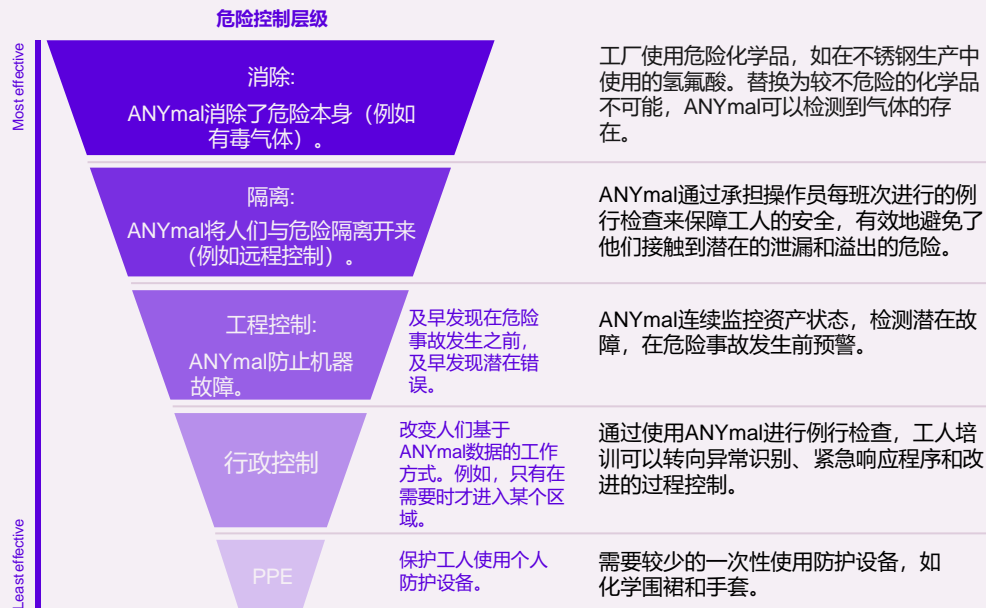 危险控制层级
Most effective
消除:
ANYmal消除了危险本身（例如
有毒气体）。
工厂使用危险化学品，如在不锈钢生产中
使用的氢氟酸。替换为较不危险的化学品
不可能，ANYmal可以检测到气体的存
在。
隔离:
ANYmal将人们与危险隔离开来
（例如远程控制）。
ANYmal通过承担操作员每班次进行的例
行检查来保障工人的安全，有效地避免了
他们接触到潜在的泄漏和溢出的危险。
工程控制:
ANYmal防止机器
故障。
及早发现在危险
事故发生之前，
及早发现潜在错
误。
ANYmal连续监控资产状态，检测潜在故
障，在危险事故发生前预警。
行政控制
改变人们基于
ANYmal数据的工作
方式。例如，只有在
需要时才进入某个区
域。
通过使用ANYmal进行例行检查，工人培
训可以转向异常识别、紧急响应程序和改
进的过程控制。
Least effective
PPE
保护工人使用个人
防护设备。
需要较少的一次性使用防护设备，如
化学围裙和手套。